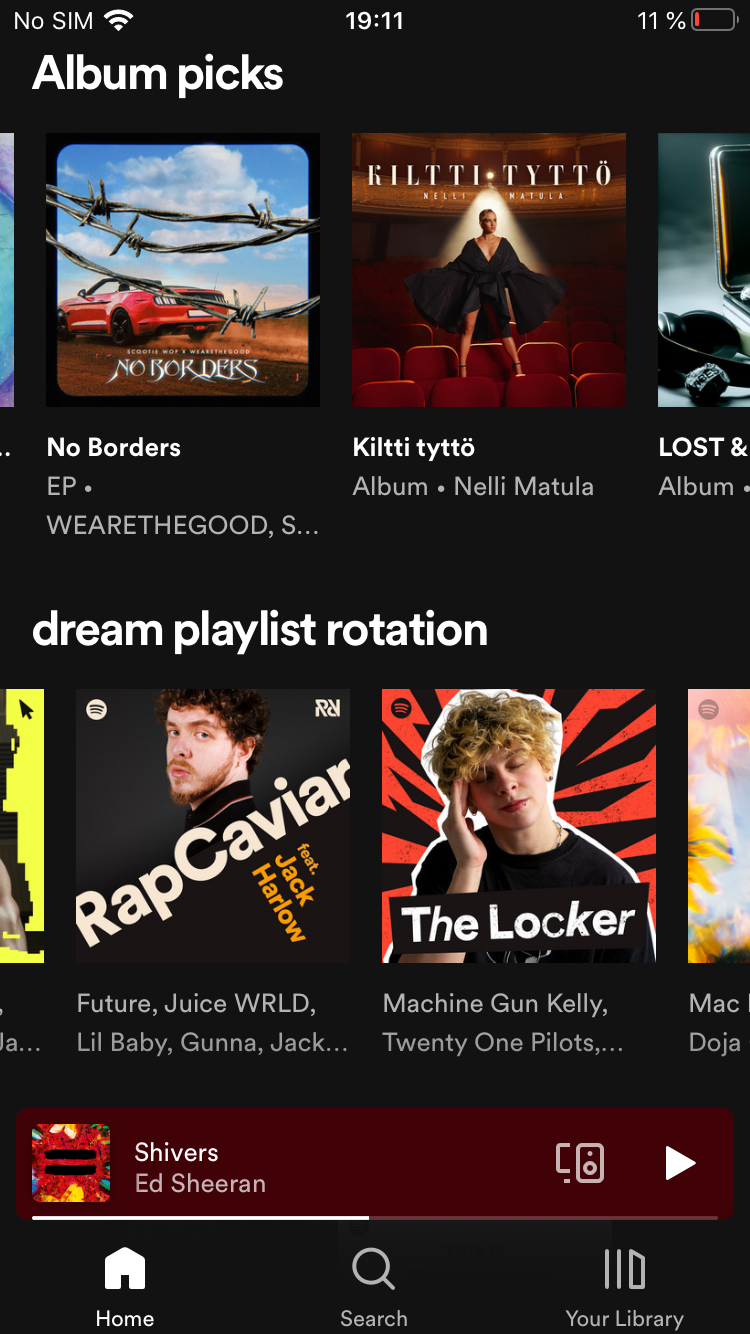 No SIM 19:11 11 %
Album picks
SCOOTIE WOP X WEARETHEGOOD
NO BORDERS
KILTTI•TYTTÖ
NELLI MATULA
..
No Borders
Kiltti tyttö
LOST &
EP •
Album • Nelli Matula
Album •
WEARETHEGOOD, S...
dream playlist rotation
RapCaviar
feat.
Jack
Harlow
The Locker
,
Future, Juice WRLD,
Machine Gun Kelly,
Mac
Ja...
Lil Baby, Gunna, Jack...
Twenty One Pilots,...
Doja
Shivers
Ed Sheeran
Home Search Your Library